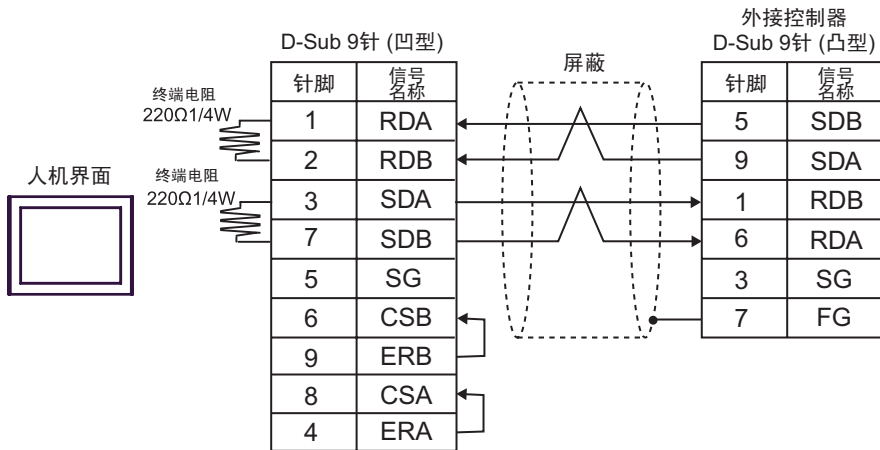 外接控制器
D-Sub 9针 (凹型)
D-Sub 9针 (凸型)
屏蔽
针脚 信号名称
针脚 信号名称
终端电阻
220Ω1/4W
1 RDA
5 SDB
2 RDB
9 SDA
人机界面
终端电阻
220Ω1/4W
3 SDA
1 RDB
7 SDB
6 RDA
5 SG
3 SG
6 CSB
7 FG
9 ERB
8 CSA
4 ERA